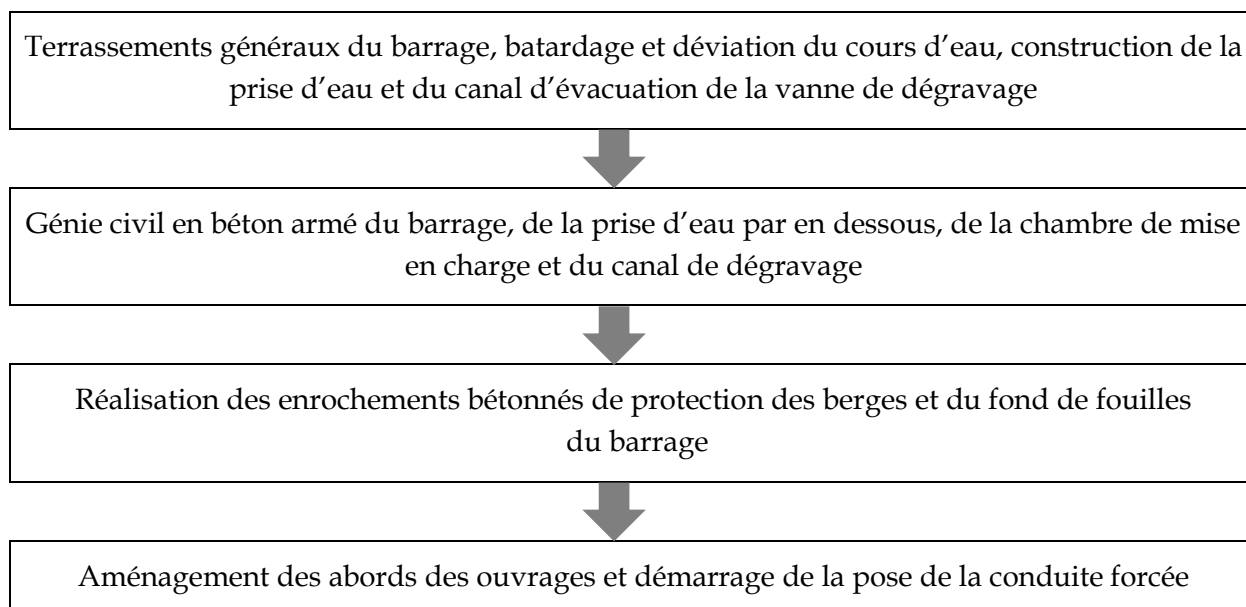 Terrassements généraux du barrage, batardage et déviation du cours d’eau, construction de la
prise d’eau et du canal d’évacuation de la vanne de dégravage
Génie civil en béton armé du barrage, de la prise d’eau par en dessous, de la chambre de mise
en charge et du canal de dégravage
Réalisation des enrochements bétonnés de protection des berges et du fond de fouilles
du barrage
Aménagement des abords des ouvrages et démarrage de la pose de la conduite forcée